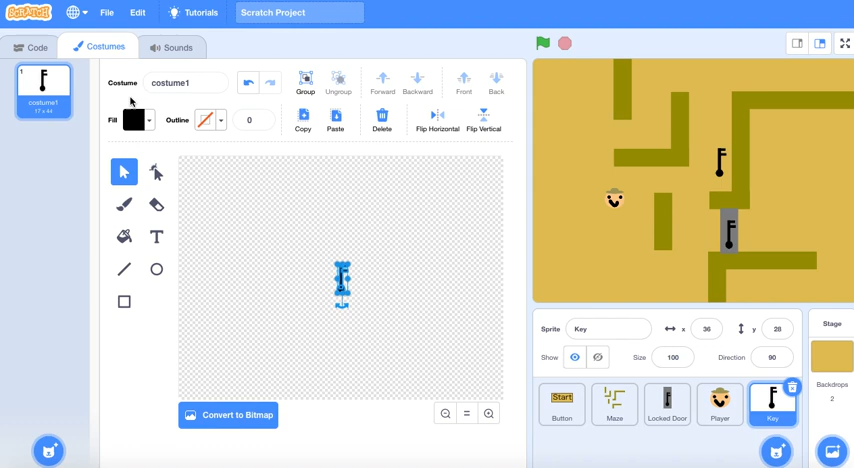 SCRATCH File Edit Tutorials Scratch Project
Code Costumes Sounds
1
costume1
17 x 44
Costume costume1 Group Ungroup Forward Backward Front Back
Fill Outline 0 Copy Paste Delete Flip Horizontal Flip Vertical
Convert to Bitmap
Sprite Key x 36 y 28
Show Size 100 Direction 90
Start
Button Maze Locked Door Player Key
Stage
Backdrops
2